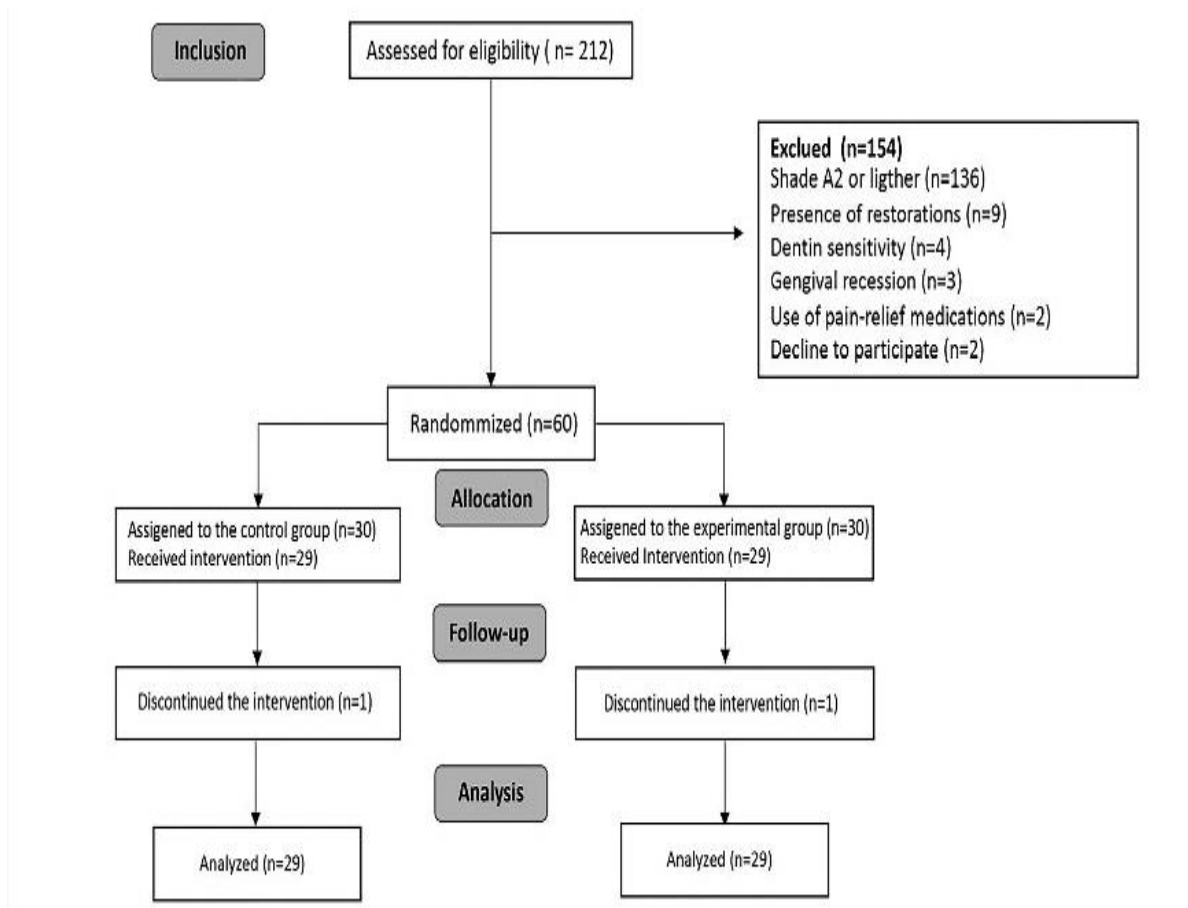 Inclusion
Assessed for eligibility ( n= 212)
Exclued (n=154)
Shade A2 or ligther (n=136)
Presence of restorations (n=9)
Dentin sensitivity (n=4)
Gengival recession (n=3)
Use of pain-relief medications (n=2)
Decline to participate (n=2)
Randommized (n=60)
Allocation
Assigened to the control group (n=30)
Received intervention (n=29)
Assigened to the experimental group (n=30)
Received Intervention (n=29)
Follow-up
Discontinued the intervention (n=1)
Discontinued the intervention (n=1)
Analysis
Analyzed (n=29)
Analyzed (n=29)